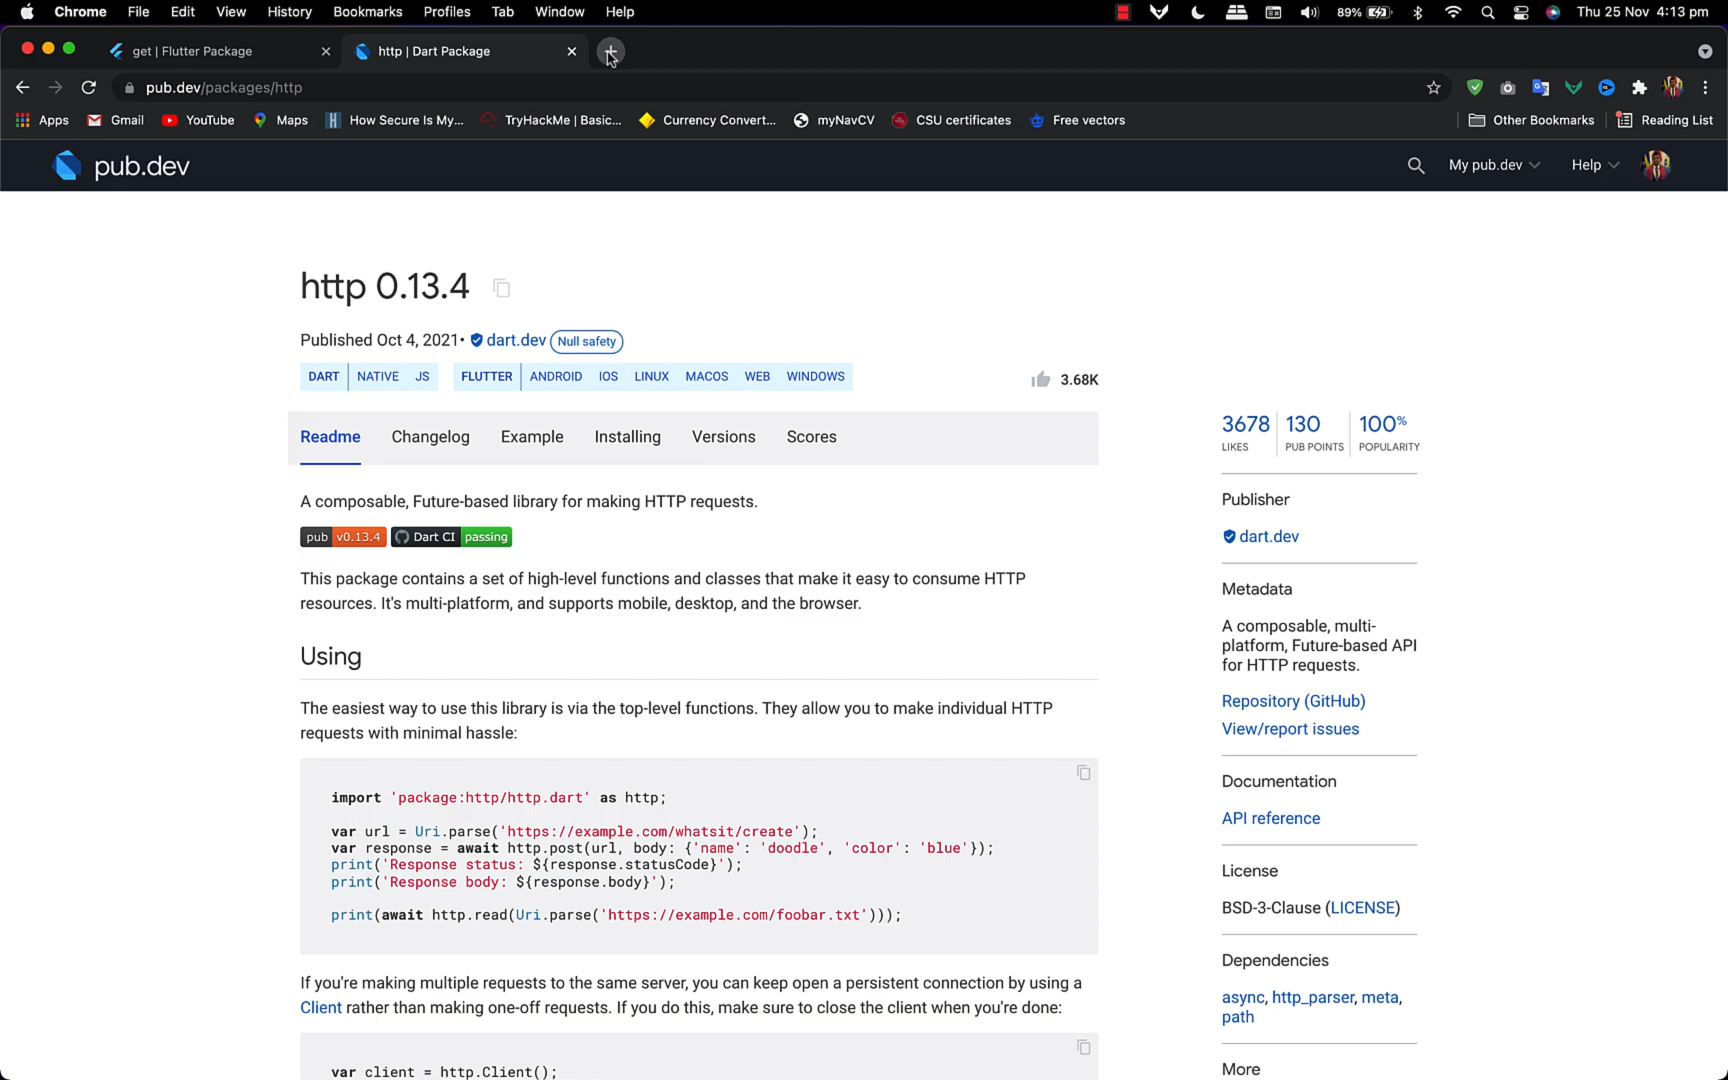 Chrome File Edit View History Bookmarks Profiles Tab Window Help 89% Thu 25 Nov 4:13 pm
get | Flutter Package http | Dart Package
pub.dev/packages/http
Apps Gmail YouTube Maps How Secure Is My... TryHackMe | Basic... Currency Convert... myNavCV CSU certificates Free vectors Other Bookmarks Reading List
pub.dev My pub.dev Help
http 0.13.4
Published Oct 4, 2021• dart.dev Null safety
DART NATIVE JS FLUTTER ANDROID IOS LINUX MACOS WEB WINDOWS 3.68K
Readme Changelog Example Installing Versions Scores
A composable, Future-based library for making HTTP requests.
pub v0.13.4 Dart CI passing
This package contains a set of high-level functions and classes that make it easy to consume HTTP
resources. It's multi-platform, and supports mobile, desktop, and the browser.
Using
The easiest way to use this library is via the top-level functions. They allow you to make individual HTTP
requests with minimal hassle:
import 'package:http/http.dart' as http;
var url = Uri.parse('https://example.com/whatsit/create');
var response = await http.post(url, body: {'name': 'doodle', 'color': 'blue'});
print('Response status: ${response.statusCode}');
print('Response body: ${response.body}');
print(await http.read(Uri.parse('https://example.com/foobar.txt')));
If you're making multiple requests to the same server, you can keep open a persistent connection by using a
Client rather than making one-off requests. If you do this, make sure to close the client when you're done:
var client = http.Client();
3678 130 100%
LIKES PUB POINTS POPULARITY
Publisher
dart.dev
Metadata
A composable, multi-
platform, Future-based API
for HTTP requests.
Repository (GitHub)
View/report issues
Documentation
API reference
License
BSD-3-Clause (LICENSE)
Dependencies
async, http_parser, meta,
path
More